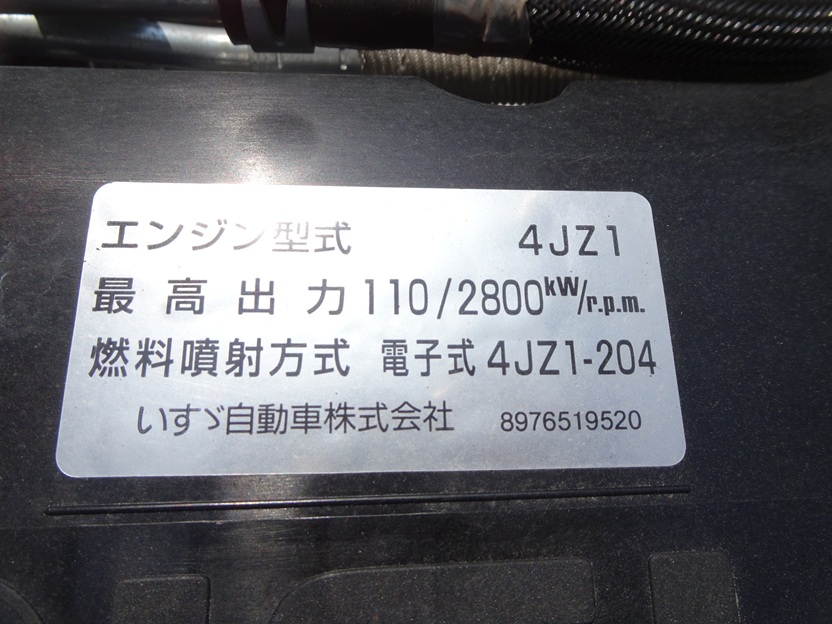 エンジン型式 4JZ1
最高出力 110/2800kW/r.p.m.
燃料噴射方式 電子式 4JZ1-204
いすゞ自動車株式会社 8976519520